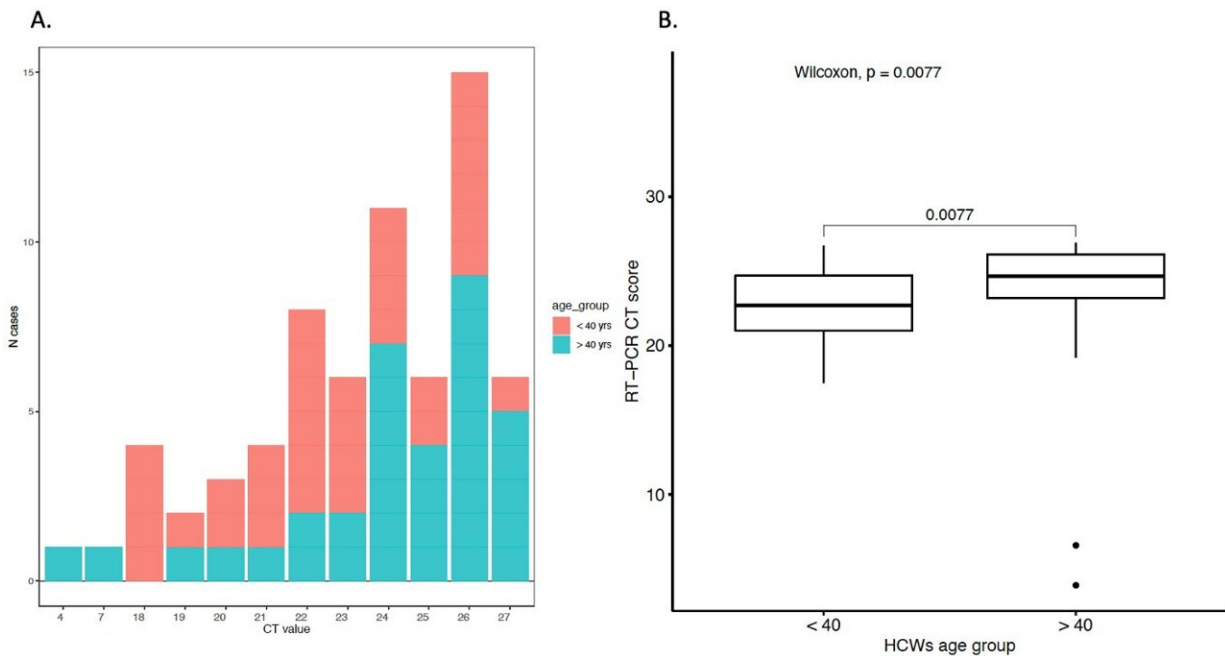 A.
15
10
5
0
N cases
4 7 18 19 20 21 22 23 24 25 26 27
CT value
age_group
< 40 yrs
> 40 yrs
B.
Wilcoxon, p = 0.0077
0.0077
30
20
10
RT-PCR CT score
< 40 > 40
HCWs age group